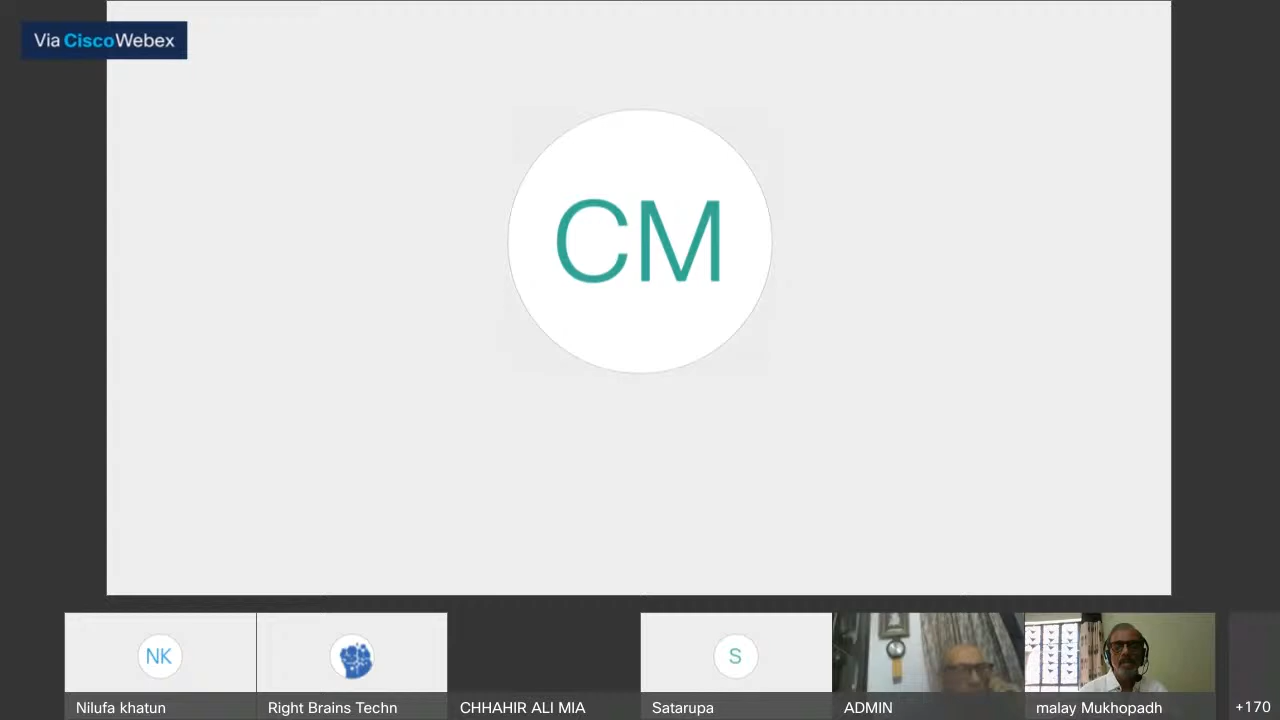 Via CiscoWebex
CM
NK
S
Nilufa khatun
Right Brains Techn
CHHAHIR ALI MIA
Satarupa
ADMIN
malay Mukhopadh
+170